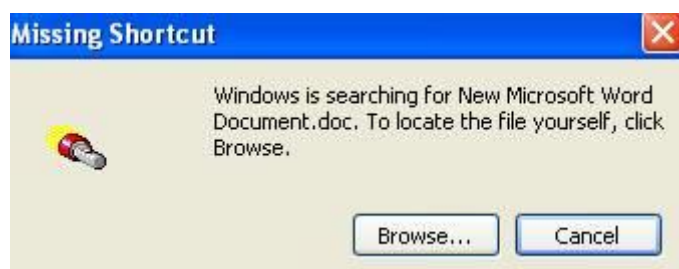 Missing Shortcut
Windows is searching for New Microsoft Word
Document.doc. To locate the file yourself, click
Browse.
Browse... Cancel